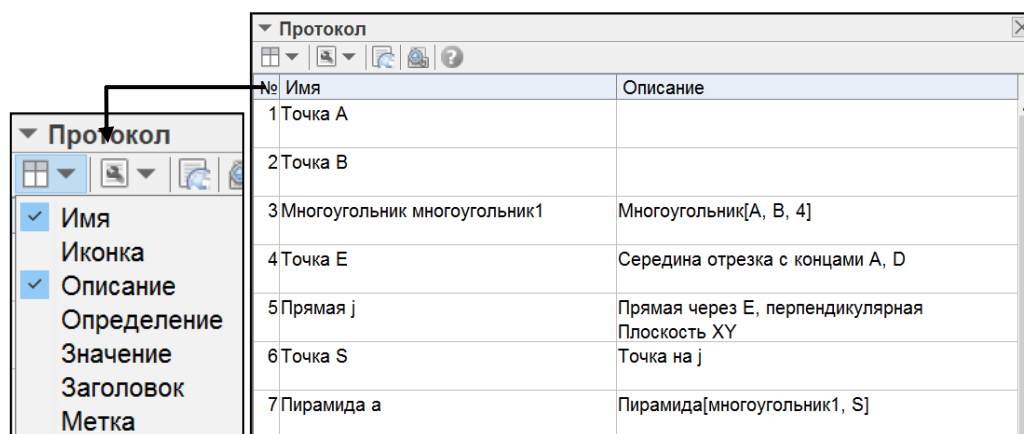 Протокол
№ Имя Описание
1 Точка A
2 Точка B
3 Многоугольник многоугольник1 Многоугольник[A, B, 4]
4 Точка E Середина отрезка с концами A, D
5 Прямая j Прямая через E, перпендикулярная
Плоскость XY
6 Точка S Точка на j
7 Пирамида a Пирамида[многоугольник1, S]
Протокол
Имя
Иконка
Описание
Определение
Значение
Заголовок
Метка